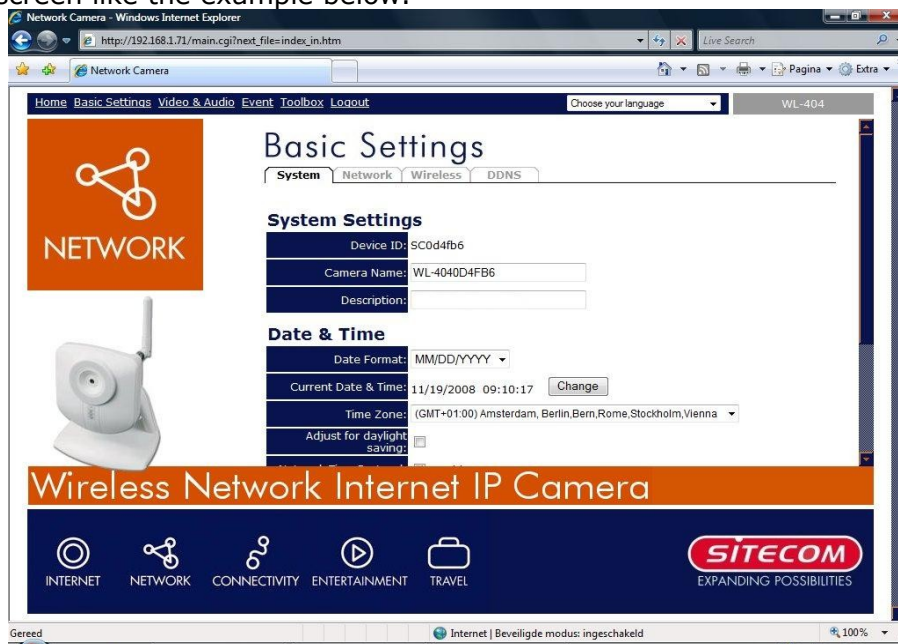 screen like the example below:
Network Camera - Windows Internet Explorer
http://192.168.1.71/main.cgi?next_file=index_in.htm
Live Search
Network Camera
Pagina
Extra
Home Basic Settings Video & Audio Event Toolbox Logout
Choose your language
WL-404
Basic Settings
System Network Wireless DDNS
NETWORK
System Settings
Device ID: SC0d4fb6
Camera Name: WL-4040D4FB6
Description:
Date & Time
Date Format: MM/DD/YYYY
Current Date & Time: 11/19/2008 09:10:17 Change
Time Zone: (GMT+01:00) Amsterdam, Berlin,Bern,Rome,Stockholm,Vienna
Adjust for daylight
saving:
Wireless Network Internet IP Camera
INTERNET NETWORK CONNECTIVITY ENTERTAINMENT TRAVEL
SITECOM
EXPANDING POSSIBILITIES
Gereed
Internet | Beveiligde modus: ingeschakeld
100%